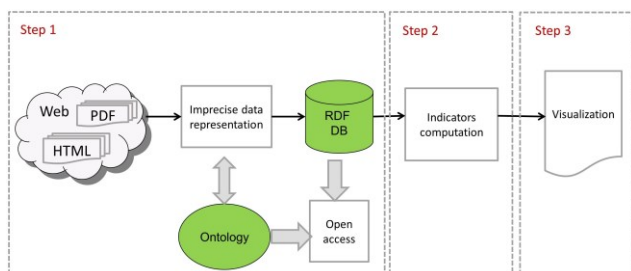 Step 1
Step 2
Step 3
Web
PDF
HTML
Imprecise data
representation
RDF
DB
Indicators
computation
Visualization
Ontology
Open
access